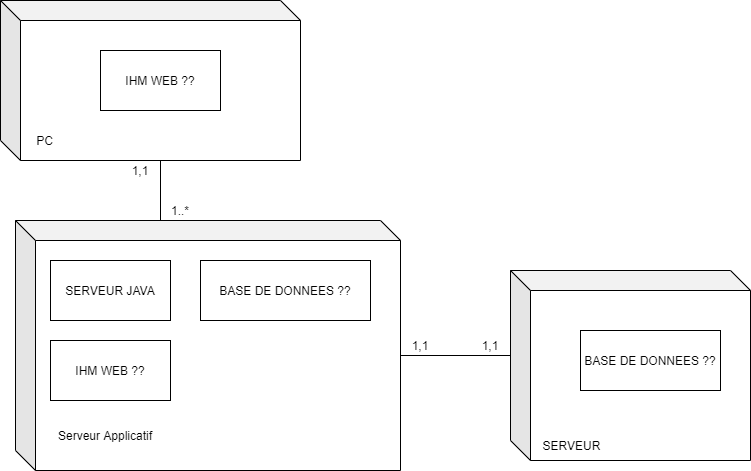 IHM WEB ??
PC
1,1
1..*
SERVEUR JAVA
BASE DE DONNEES ??
IHM WEB ??
Serveur Applicatif
1,1
1,1
BASE DE DONNEES ??
SERVEUR